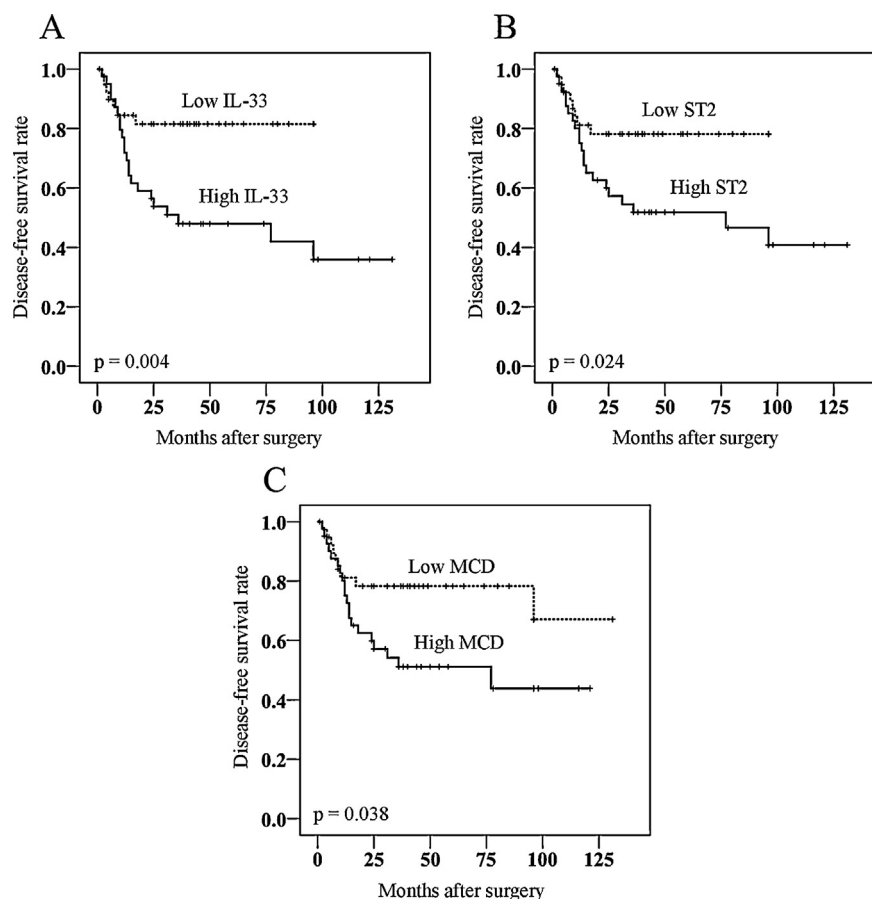 A
Disease-free survival rate
1.0
0.8
0.6
0.4
0.2
0.0
Low IL-33
High IL-33
p = 0.004
0 25 50 75 100 125
Months after surgery
B
Disease-free survival rate
1.0
0.8
0.6
0.4
0.2
0.0
Low ST2
High ST2
p = 0.024
0 25 50 75 100 125
Months after surgery
C
Disease-free survival rate
1.0
0.8
0.6
0.4
0.2
0.0
Low MCD
High MCD
p = 0.038
0 25 50 75 100 125
Months after surgery